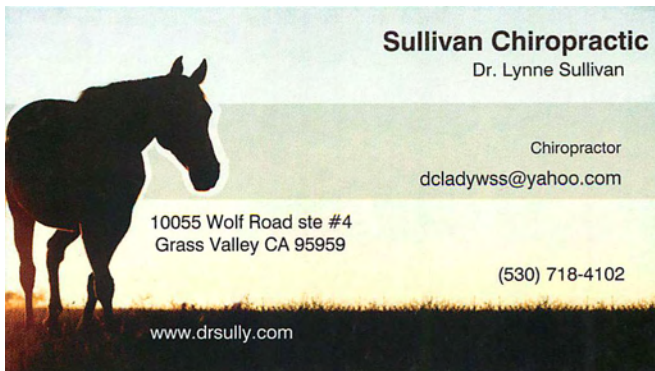 Sullivan Chiropractic
Dr. Lynne Sullivan
Chiropractor
dcladywss@yahoo.com
10055 Wolf Road ste #4
Grass Valley CA 95959
(530) 718-4102
www.drsully.com